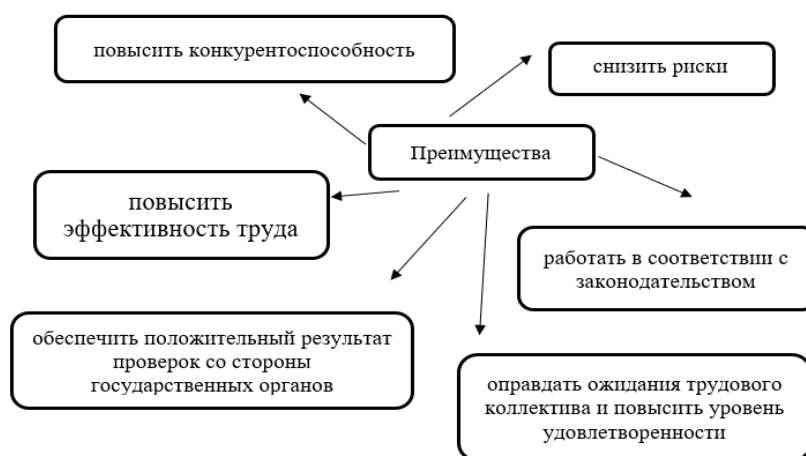 повысить конкурентоспособность
снизить риски
Преимущества
повысить
эффективность труда
работать в соответствии с
законодательством
обеспечить положительный результат
проверок со стороны
государственных органов
оправдать ожидания трудового
коллектива и повысить уровень
удовлетворенности